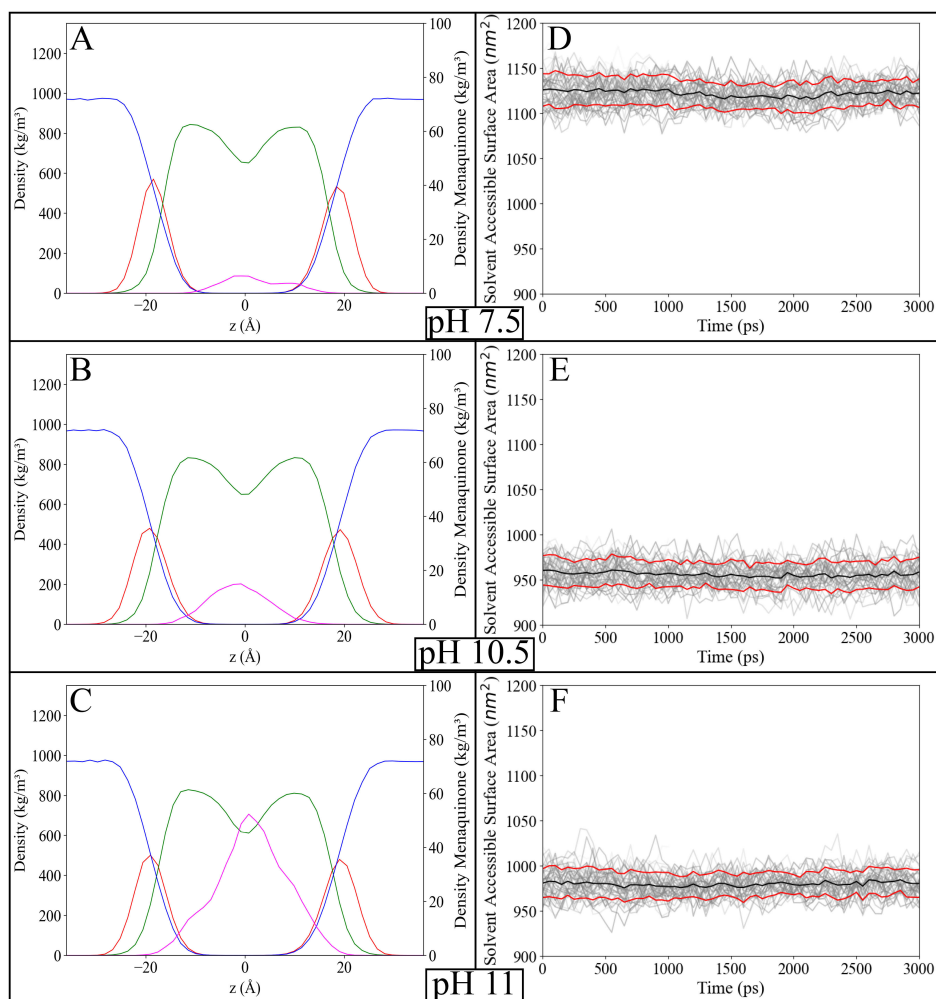 A
Density (kg/m³)
1200
1000
800
600
400
200
0
−20
0
20
z (Å)
100
80
60
40
20
0
Density Menaquinone (kg/m³)
D
Solvent Accessible Surface Area (nm²)
1200
1150
1100
1050
1000
950
900
0 500 1000 1500 2000 2500 3000
Time (ps)
pH 7.5
B
Density (kg/m³)
1200
1000
800
600
400
200
0
−20
0
20
z (Å)
100
80
60
40
20
0
Density Menaquinone (kg/m³)
E
Solvent Accessible Surface Area (nm²)
1200
1150
1100
1050
1000
950
900
0 500 1000 1500 2000 2500 3000
Time (ps)
pH 10.5
C
Density (kg/m³)
1200
1000
800
600
400
200
0
−20
0
20
z (Å)
100
80
60
40
20
0
Density Menaquinone (kg/m³)
F
Solvent Accessible Surface Area (nm²)
1200
1150
1100
1050
1000
950
900
0 500 1000 1500 2000 2500 3000
Time (ps)
pH 11